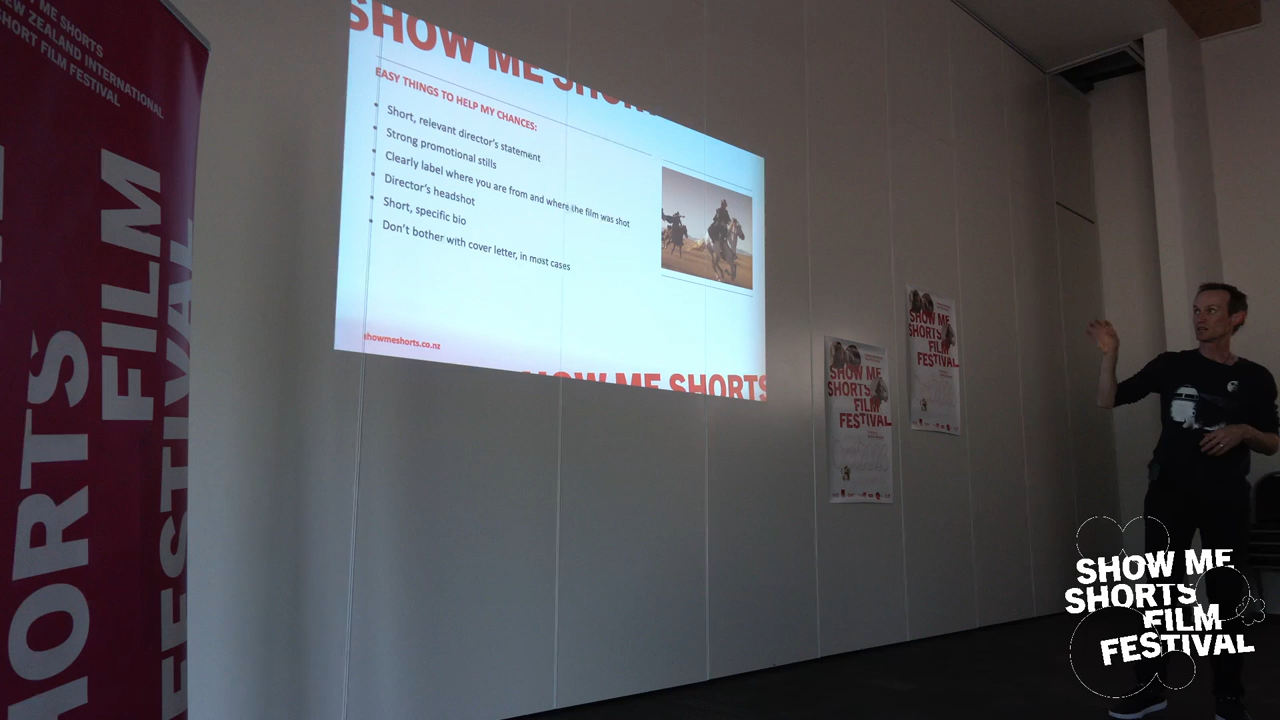 SHOW ME SHORTS
NEW ZEALAND INTERNATIONAL
SHORT FILM FESTIVAL
SHORTS
FILM
FESTIVAL
SHOW ME SHORTS
EASY THINGS TO HELP MY CHANCES:
• Short, relevant director's statement
• Strong promotional stills
• Clearly label where you are from and where the film was shot
• Director's headshot
• Short, specific bio
• Don't bother with cover letter, in most cases
showmeshorts.co.nz
SHOW ME SHORTS
SHOW ME
SHORTS
FILM
FESTIVAL
SHOW ME
SHORTS
FILM
FESTIVAL
SHOW ME
SHORTS
FILM
FESTIVAL